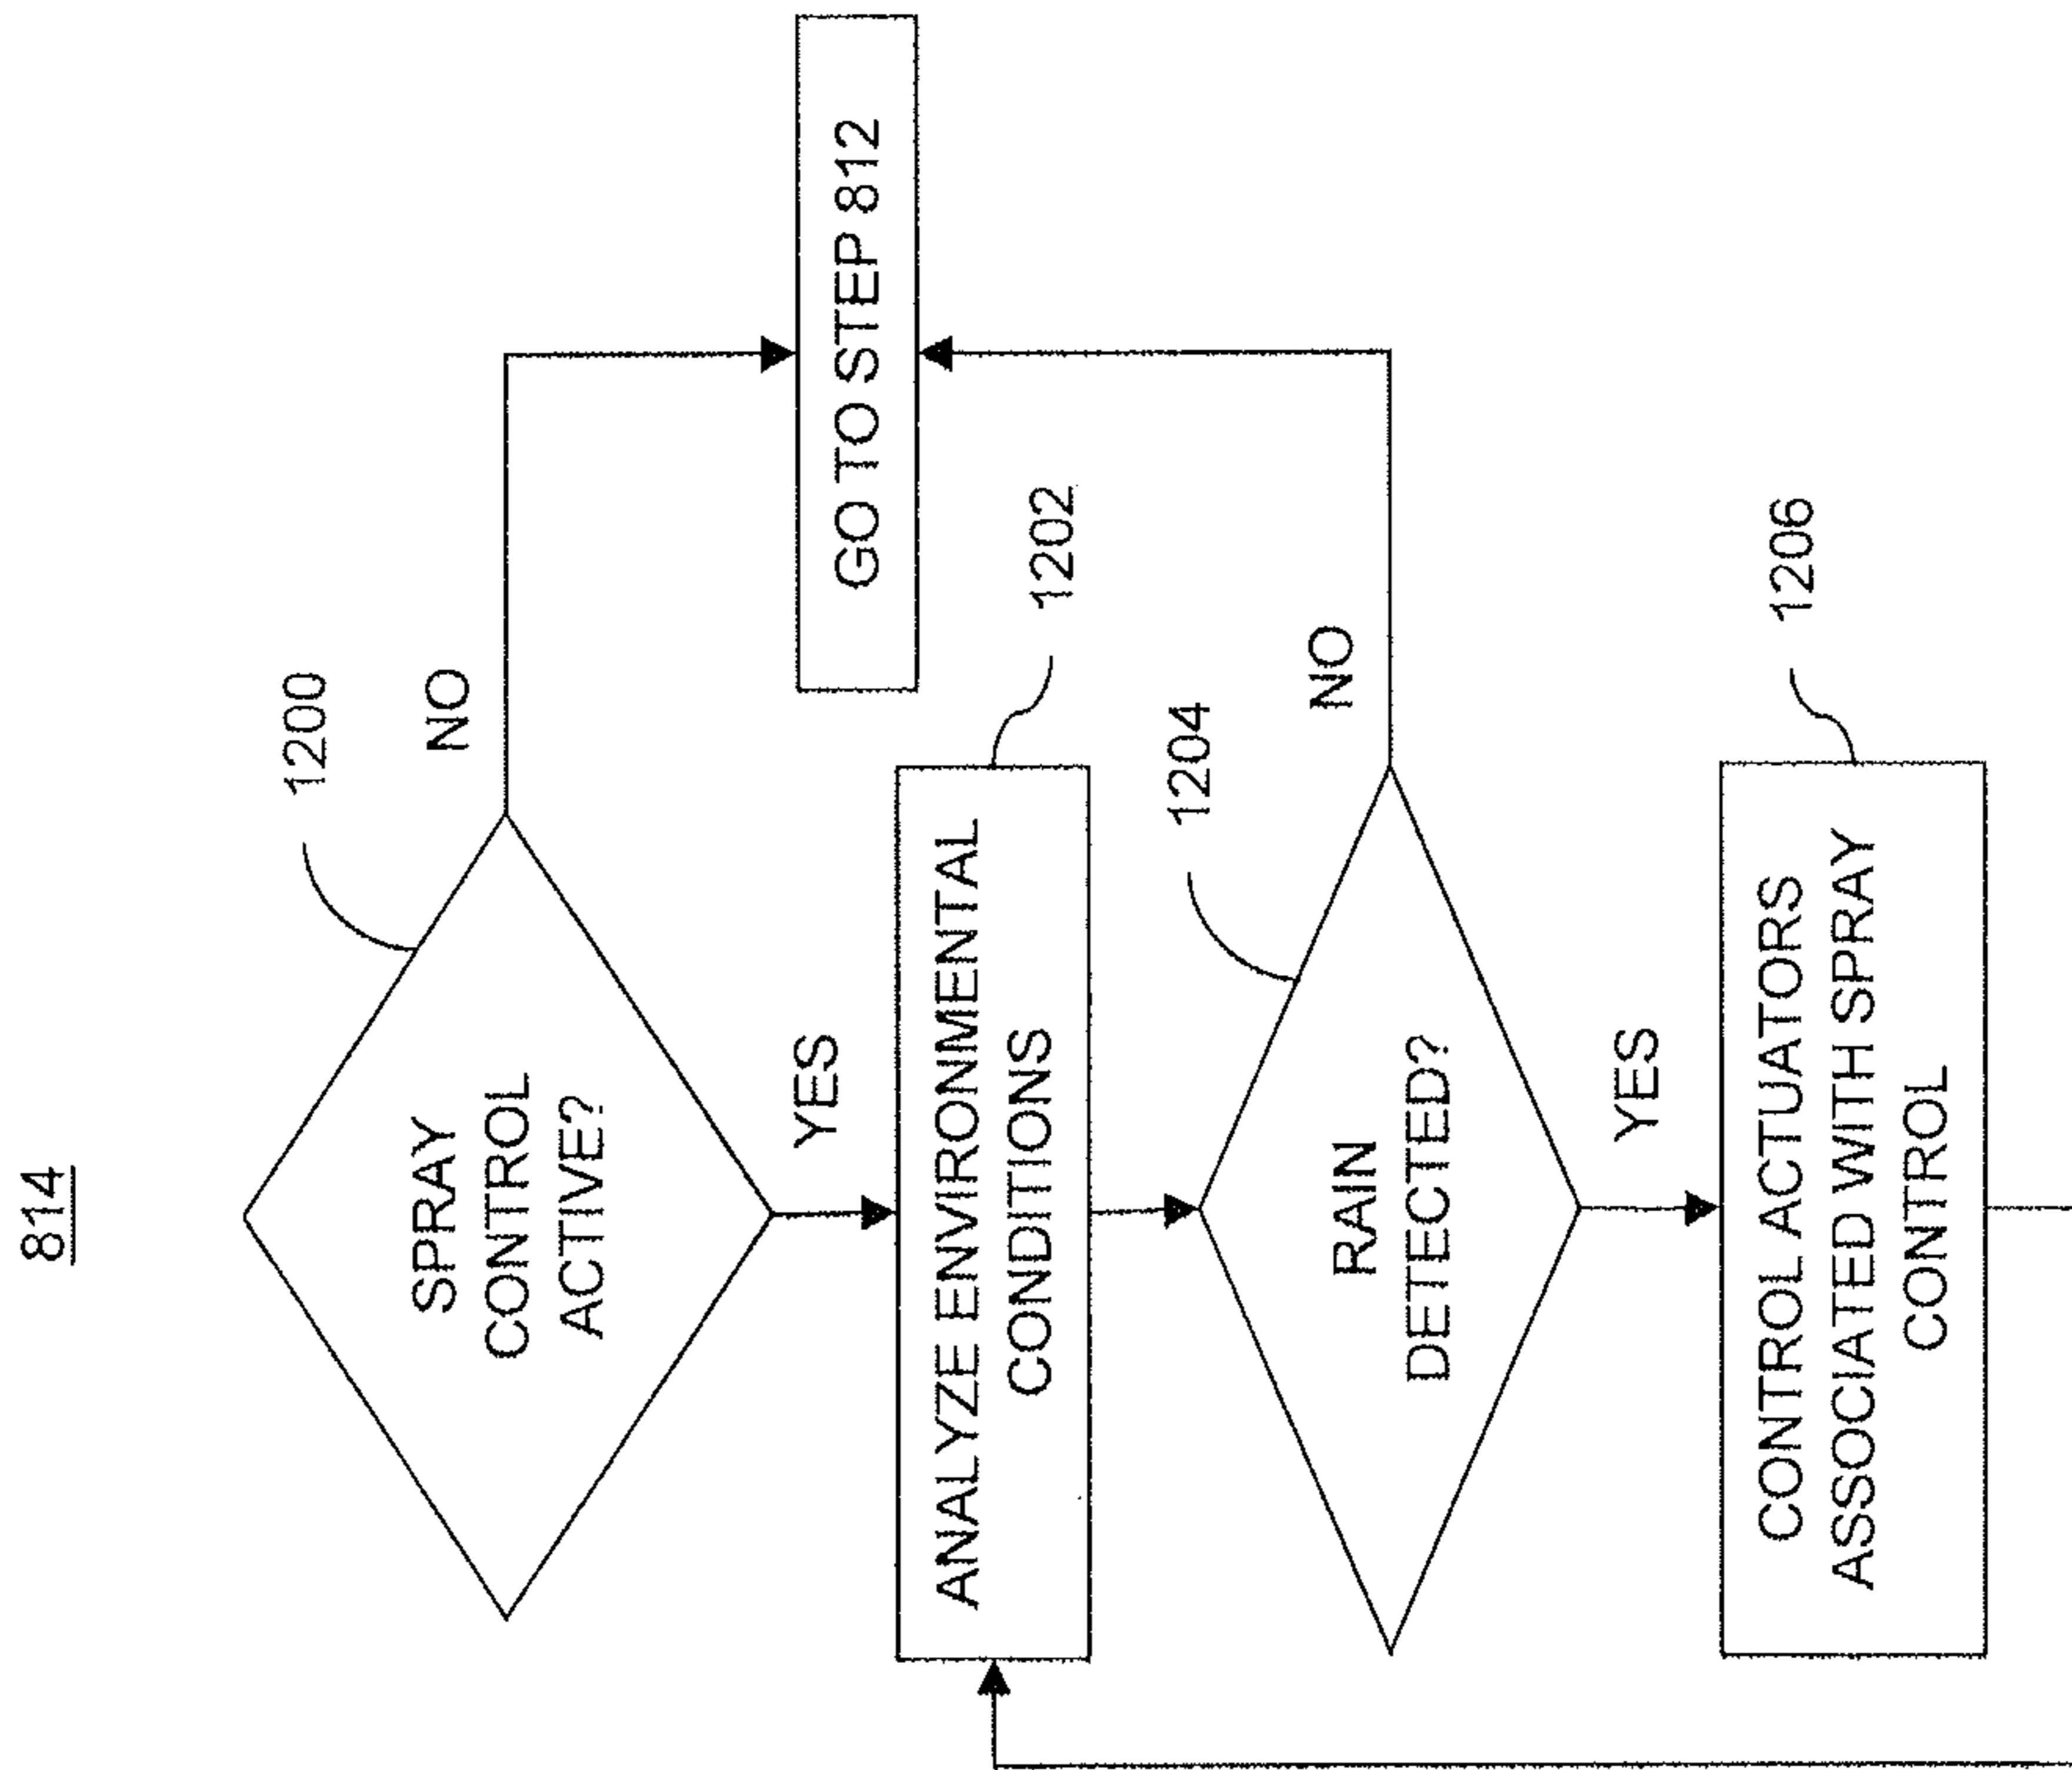 814
1200
SPRAY
CONTROL
ACTIVE?
NO
YES
GO TO STEP 812
1202
ANALYZE ENVIRONMENTAL
CONDITIONS
1204
RAIN
DETECTED?
NO
YES
1206
CONTROL ACTUATORS
ASSOCIATED WITH SPRAY
CONTROL